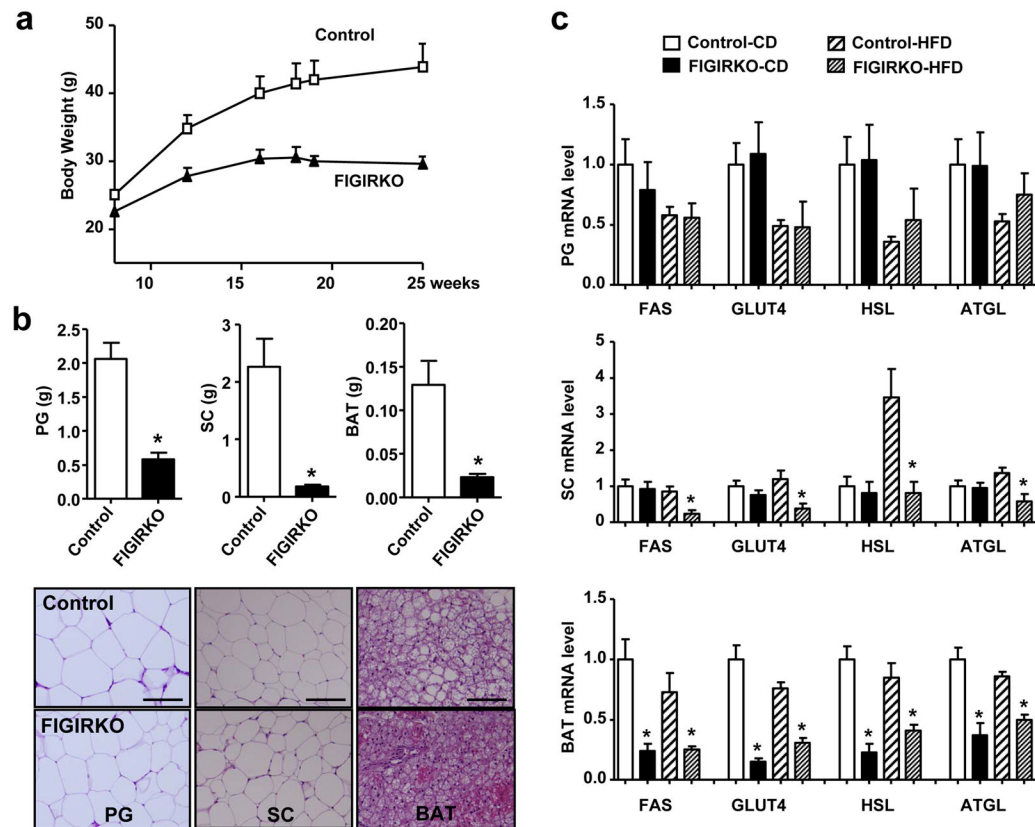 a
50
40
30
20
Body Weight (g)
Control
FIGIRKO
10 15 20 25 weeks
b
2.5
2.0
1.5
1.0
0.5
0.0
PG (g)
*
Control
FIGIRKO
3
2
1
0
SC (g)
*
Control
FIGIRKO
0.20
0.15
0.10
0.05
0.00
BAT (g)
*
Control
FIGIRKO
Control
FIGIRKO
PG SC BAT
c
Control-CD Control-HFD
FIGIRKO-CD FIGIRKO-HFD
1.5
1.0
0.5
0.0
PG mRNA level
FAS GLUT4 HSL ATGL
5
4
3
2
1
0
SC mRNA level
* * * *
FAS GLUT4 HSL ATGL
1.5
1.0
0.5
0.0
BAT mRNA level
* * * * * * * *
FAS GLUT4 HSL ATGL